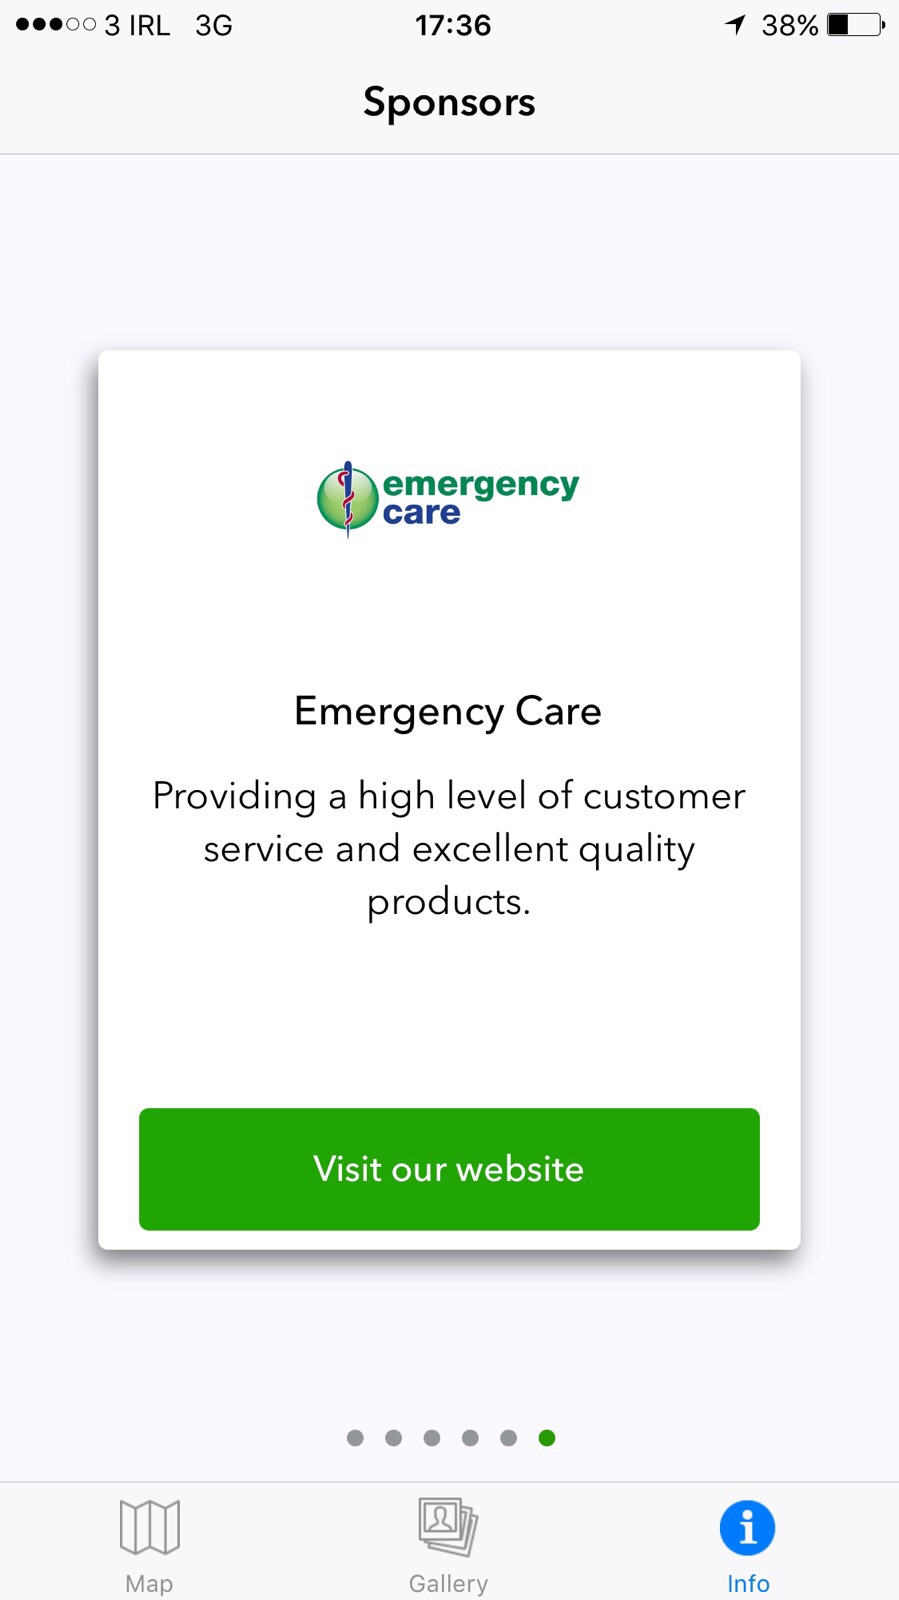 3 IRL 3G 17:36 38%
Sponsors
emergency
care
Emergency Care
Providing a high level of customer
service and excellent quality
products.
Visit our website
Map Gallery Info